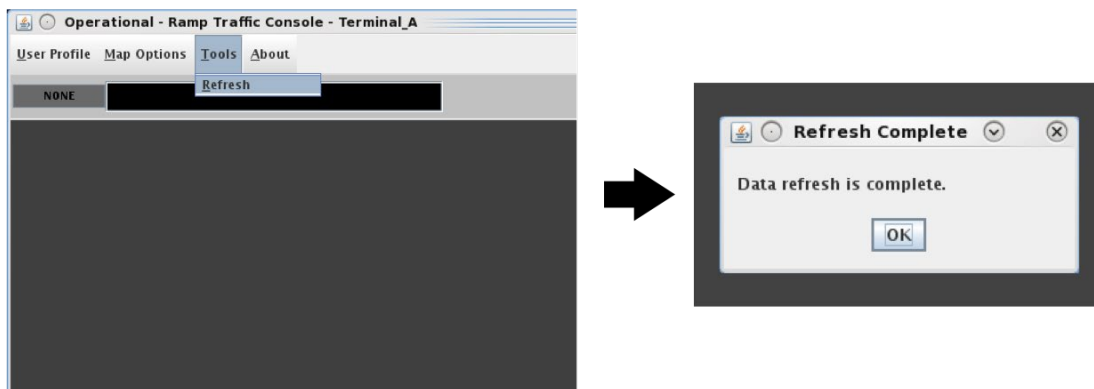 Operational - Ramp Traffic Console - Terminal_A
User Profile Map Options Tools About
Refresh
NONE
Refresh Complete
Data refresh is complete.
OK